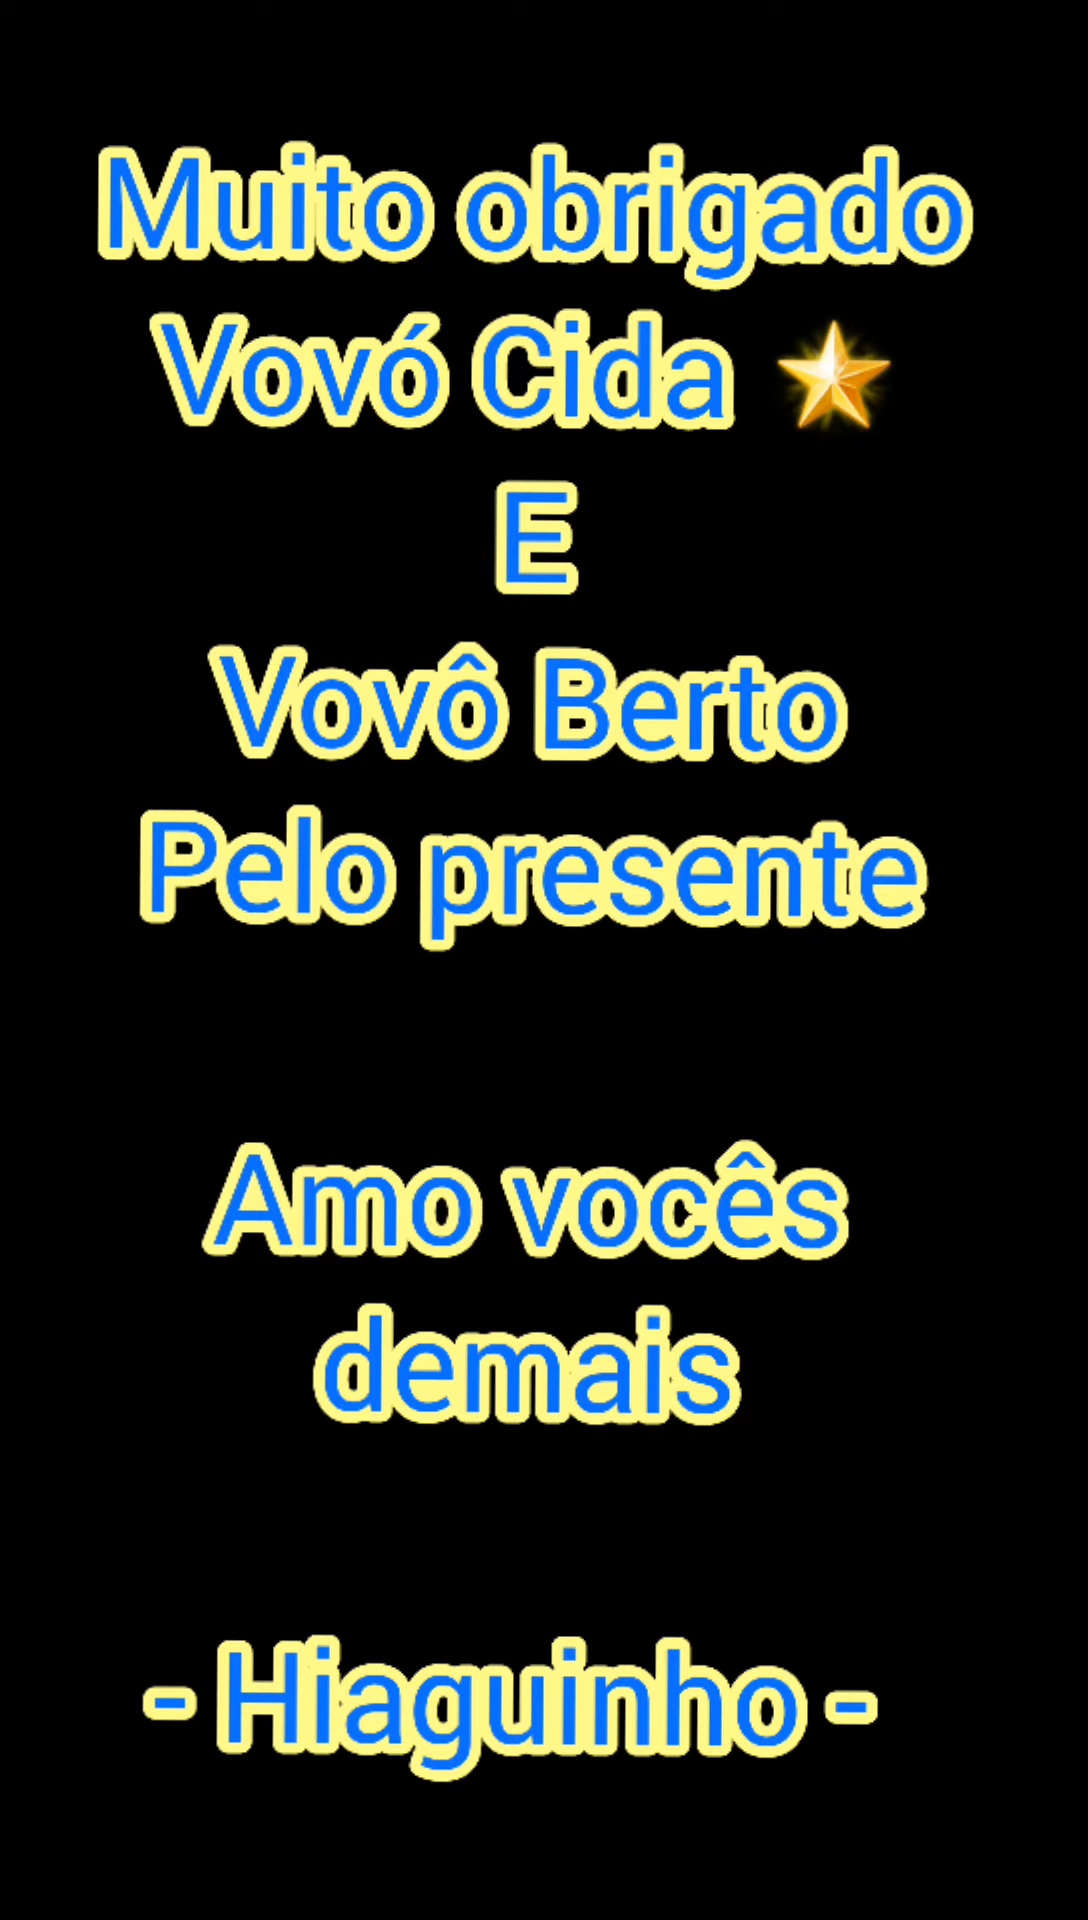 Muito obrigado
Vovó Cida ⭐
E
Vovô Berto
Pelo presente
Amo vocês
demais
- Hiaguinho -